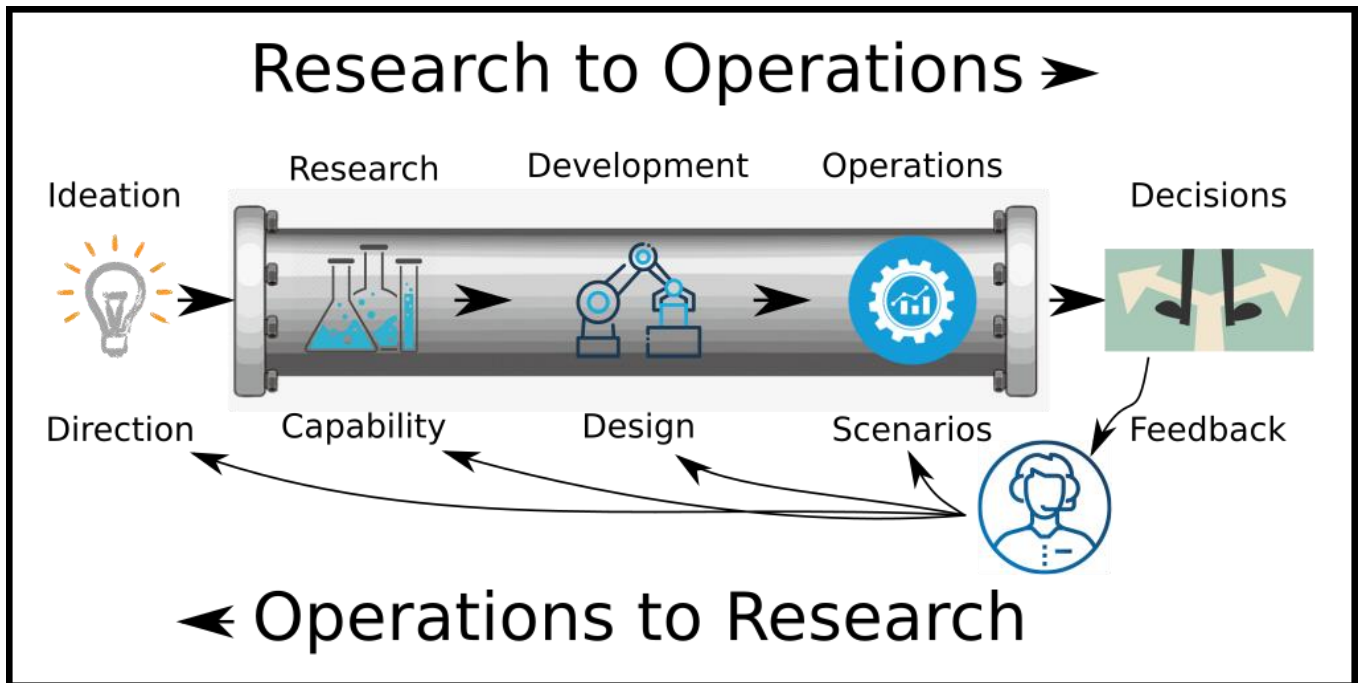 Research to Operations
Ideation
Research
Development
Operations
Decisions
Direction
Capability
Design
Scenarios
Feedback
Operations to Research